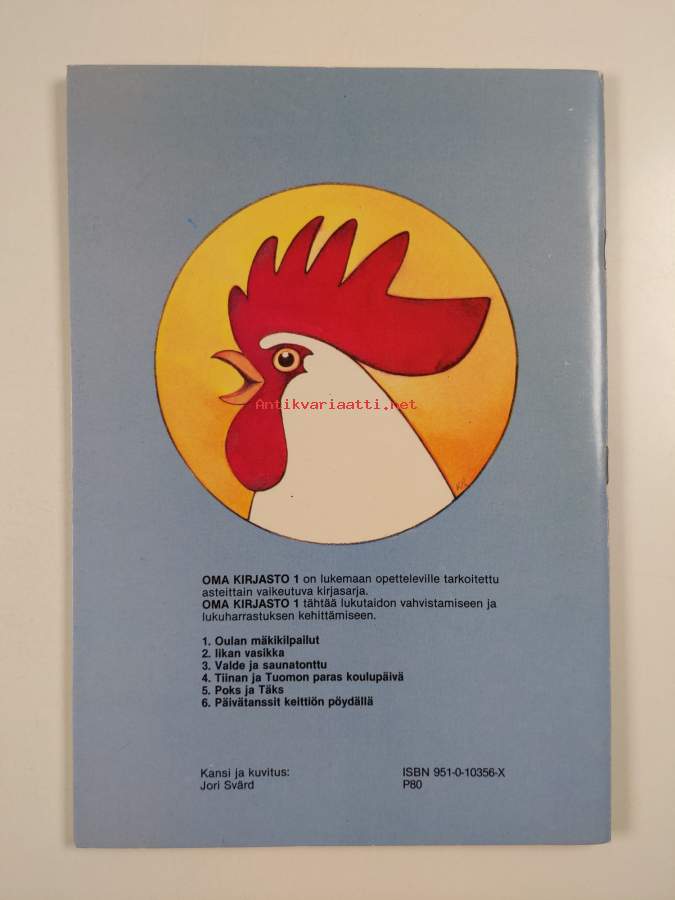 Antikvariaatti.net
OMA KIRJASTO 1 on lukemaan opetteleville tarkoitettu
asteittain vaikeutuva kirjasarja.
OMA KIRJASTO 1 tähtää lukutaidon vahvistamiseen ja
lukuharrastuksen kehittämiseen.
1. Oulan mäkikilpailut
2. Iikan vasikka
3. Valde ja saunatonttu
4. Tiinan ja Tuomon paras koulupäivä
5. Poks ja Täks
6. Päivätanssit keittiön pöydällä
Kansi ja kuvitus:
Jori Svärd
ISBN 951-0-10356-X
P80